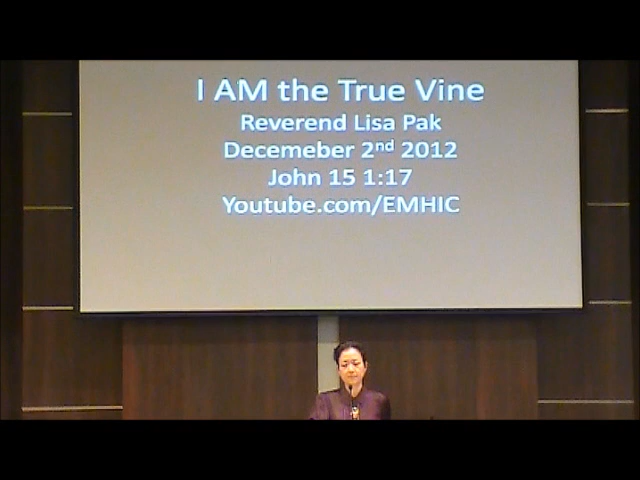 I AM the True Vine
Reverend Lisa Pak
Decemeber 2nd 2012
John 15 1:17
Youtube.com/EMHIC